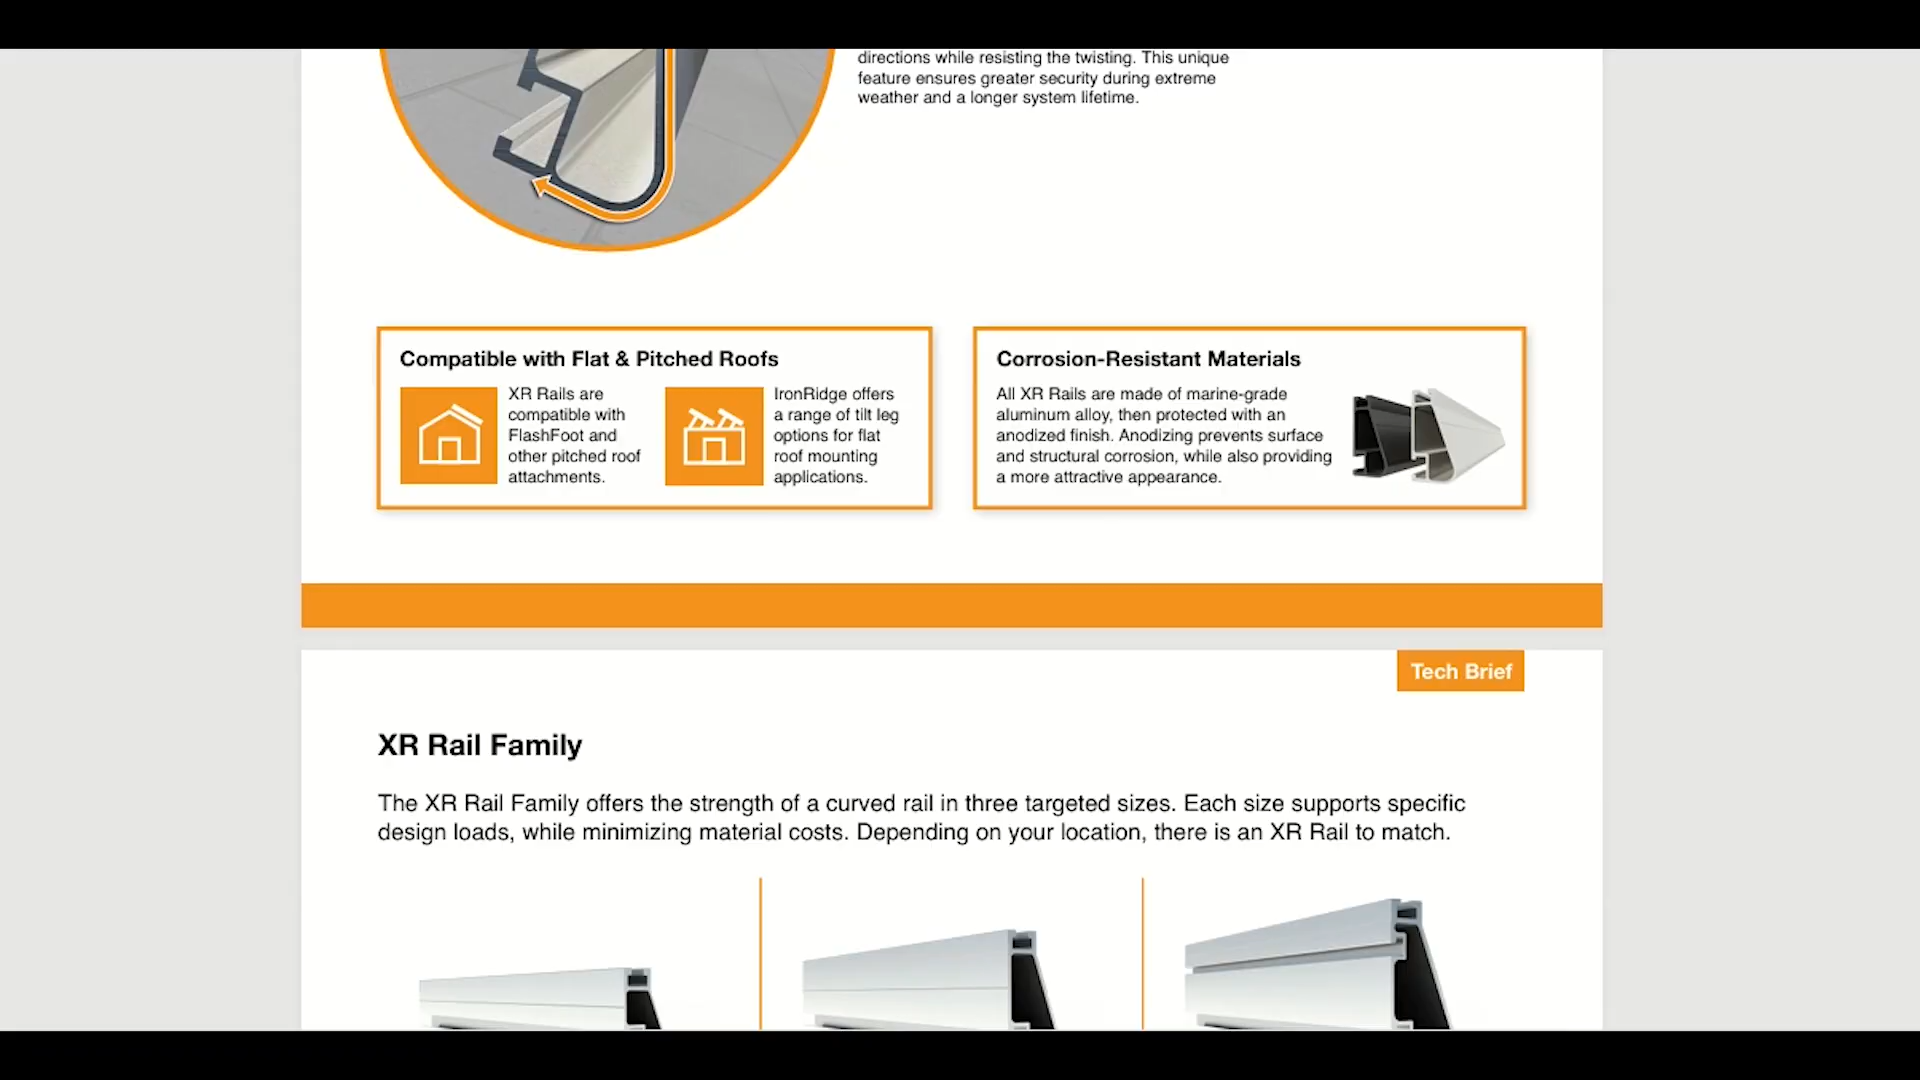 directions while resisting the twisting. This unique
feature ensures greater security during extreme
weather and a longer system lifetime.
Compatible with Flat & Pitched Roofs
XR Rails are
compatible with
FlashFoot and
other pitched roof
attachments.
IronRidge offers
a range of tilt leg
options for flat
roof mounting
applications.
Corrosion-Resistant Materials
All XR Rails are made of marine-grade
aluminum alloy, then protected with an
anodized finish. Anodizing prevents surface
and structural corrosion, while also providing
a more attractive appearance.
Tech Brief
XR Rail Family
The XR Rail Family offers the strength of a curved rail in three targeted sizes. Each size supports specific
design loads, while minimizing material costs. Depending on your location, there is an XR Rail to match.